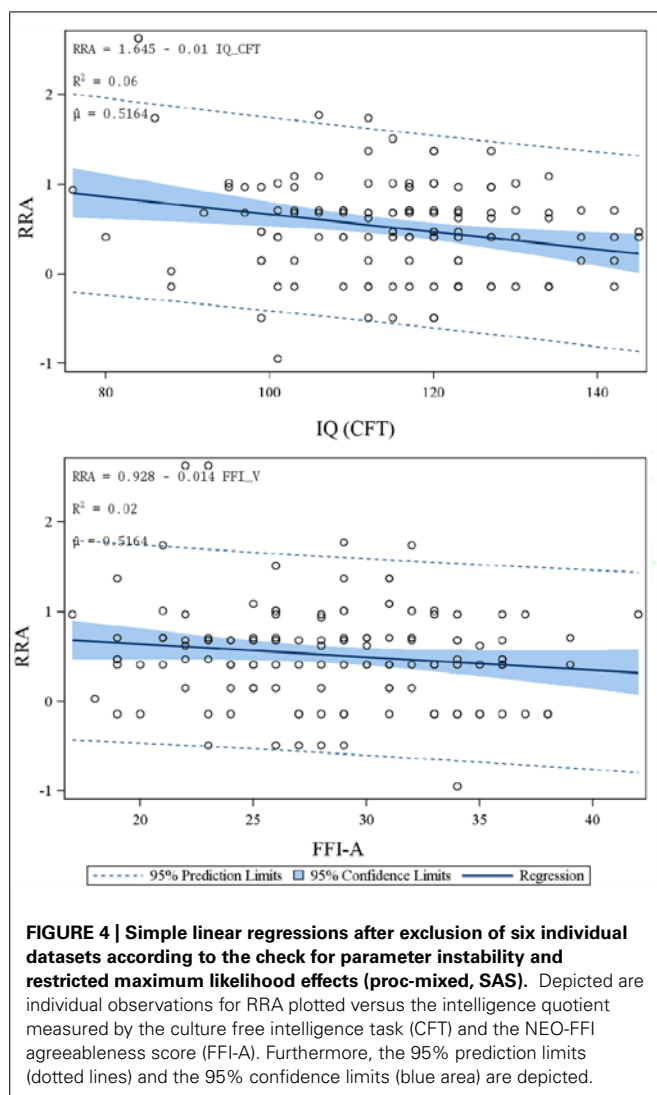 RRA = 1.645 - 0.01 IQ_CFT
R² = 0.06
μ̂ = 0.5164
2
1
0
-1
RRA
80 100 120 140
IQ (CFT)
RRA = 0.928 - 0.014 FFI_V
R² = 0.02
μ̂ = 0.5164
2
1
0
-1
RRA
20 25 30 35 40
FFI-A
95% Prediction Limits 95% Confidence Limits Regression
FIGURE 4 | Simple linear regressions after exclusion of six individual
datasets according to the check for parameter instability and
restricted maximum likelihood effects (proc-mixed, SAS). Depicted are
individual observations for RRA plotted versus the intelligence quotient
measured by the culture free intelligence task (CFT) and the NEO-FFI
agreeableness score (FFI-A). Furthermore, the 95% prediction limits
(dotted lines) and the 95% confidence limits (blue area) are depicted.